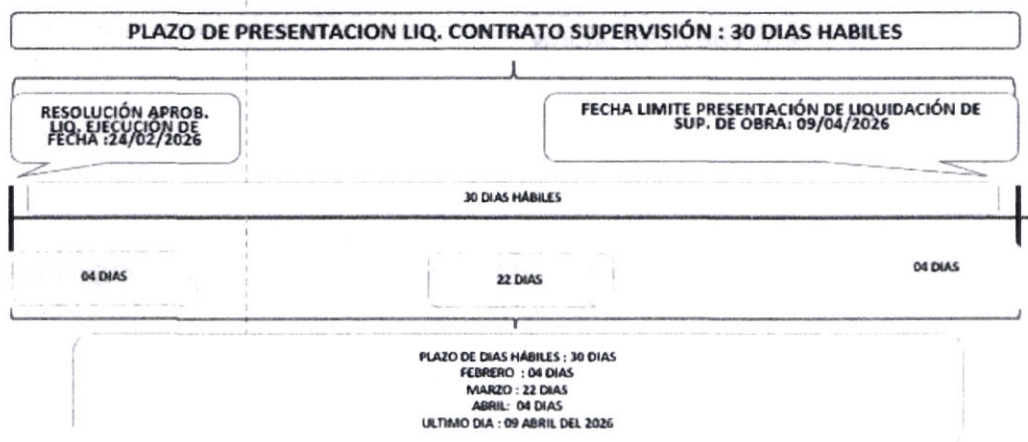 PLAZO DE PRESENTACION LIQ. CONTRATO SUPERVISIÓN : 30 DIAS HABILES
RESOLUCIÓN APROB.
LIQ. EJECUCIÓN DE
FECHA :24/02/2026
FECHA LIMITE PRESENTACIÓN DE LIQUIDACIÓN DE
SUP. DE OBRA: 09/04/2026
30 DIAS HÁBILES
04 DIAS
22 DIAS
04 DIAS
PLAZO DE DIAS HÁBILES : 30 DIAS
FEBRERO : 04 DIAS
MARZO : 22 DIAS
ABRIL: 04 DIAS
ULTIMO DIA : 09 ABRIL DEL 2026